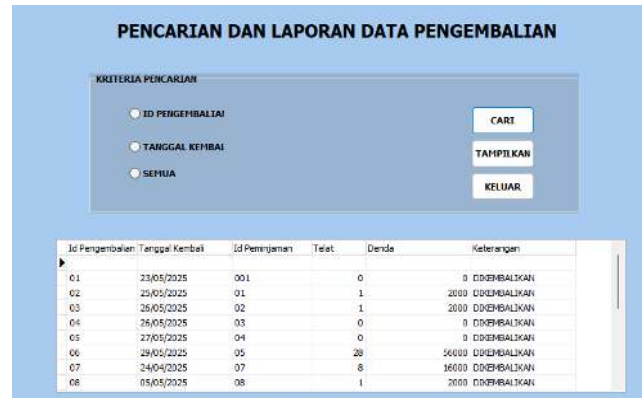 PENCARIAN DAN LAPORAN DATA PENGEMBALIAN
KRITERIA PENCARIAN
ID PENGEMBALIAI
CARI
TANGGAL KEMBAI
TAMPILKAN
SEMUA
KELUAR
Id Pengembalian Tanggal Kembali Id Peminjaman Telat Denda Keterangan
01 23/05/2025 001 0 0 DIKEMBALIKAN
02 25/05/2025 01 1 2000 DIKEMBALIKAN
03 26/05/2025 02 1 2000 DIKEMBALIKAN
04 26/05/2025 03 0 0 DIKEMBALIKAN
05 27/05/2025 04 0 0 DIKEMBALIKAN
06 29/05/2025 05 28 56000 DIKEMBALIKAN
07 24/04/2025 07 8 16000 DIKEMBALIKAN
08 05/05/2025 08 1 2000 DIKEMBALIKAN